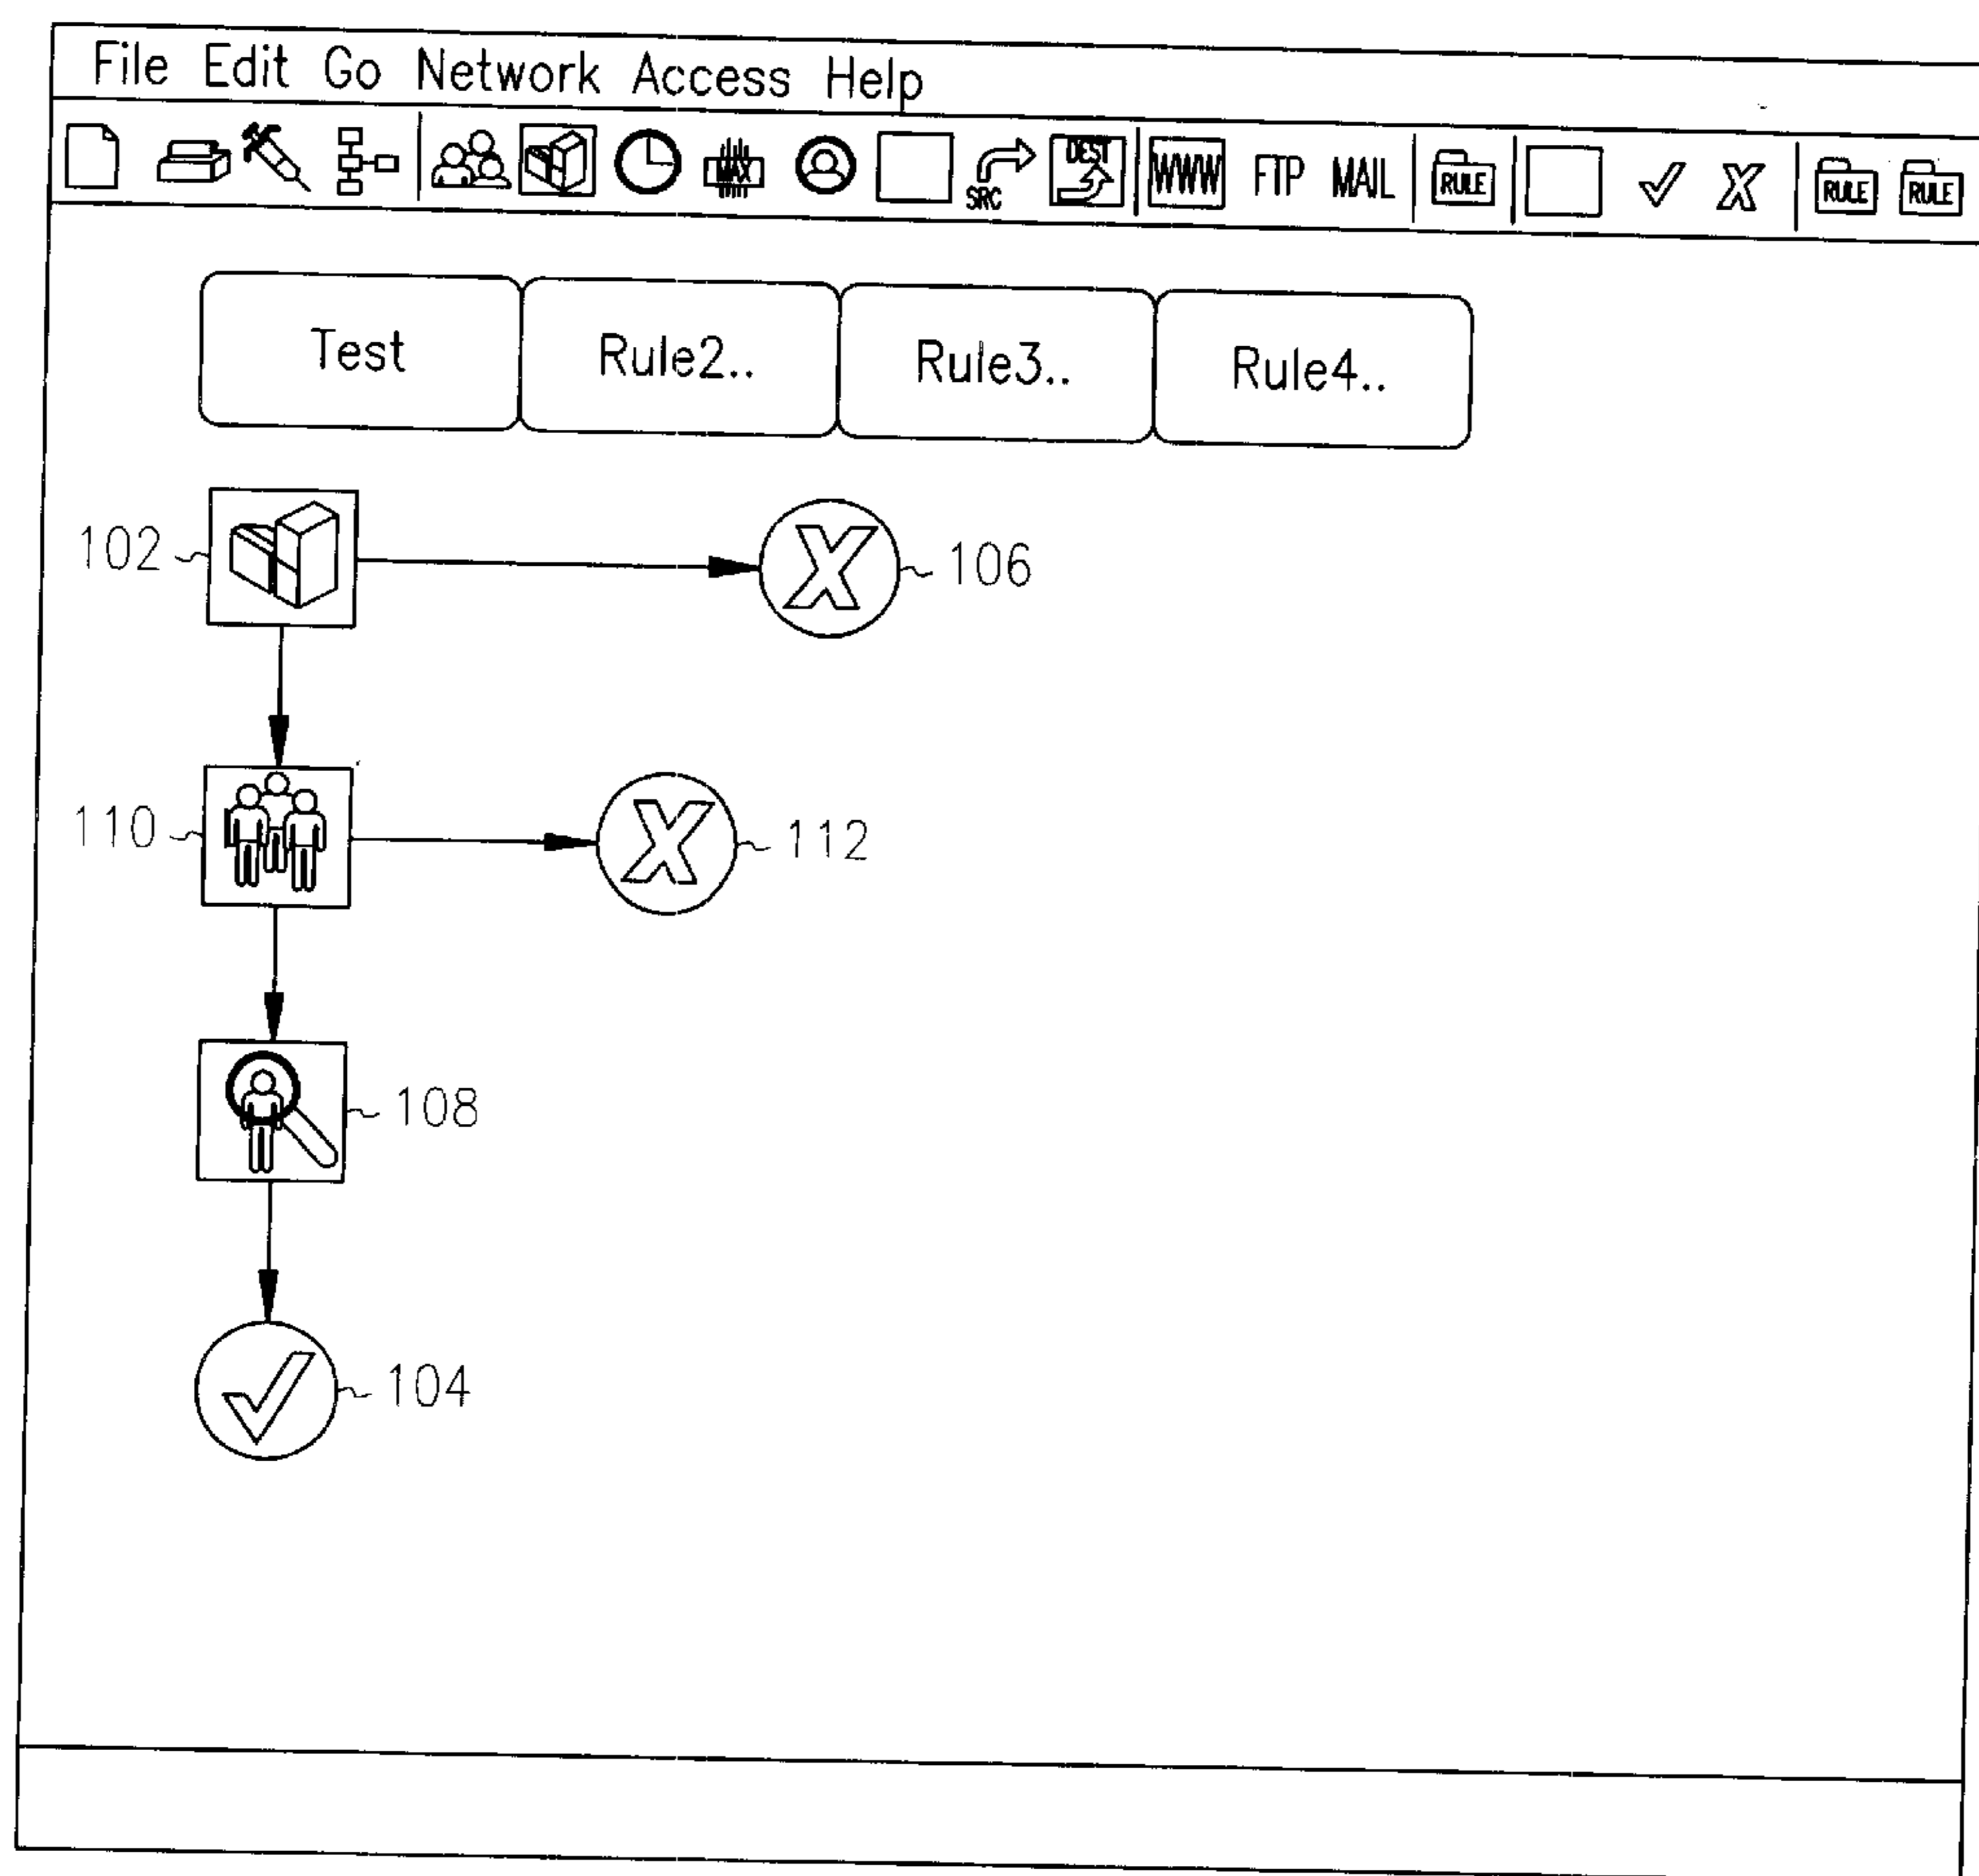 File Edit Go Network Access Help
MAX SRC DEST WWW FTP MAIL RULE X RULE RULE
Test Rule2.. Rule3.. Rule4..
102 X 106
110 X 112
108
104